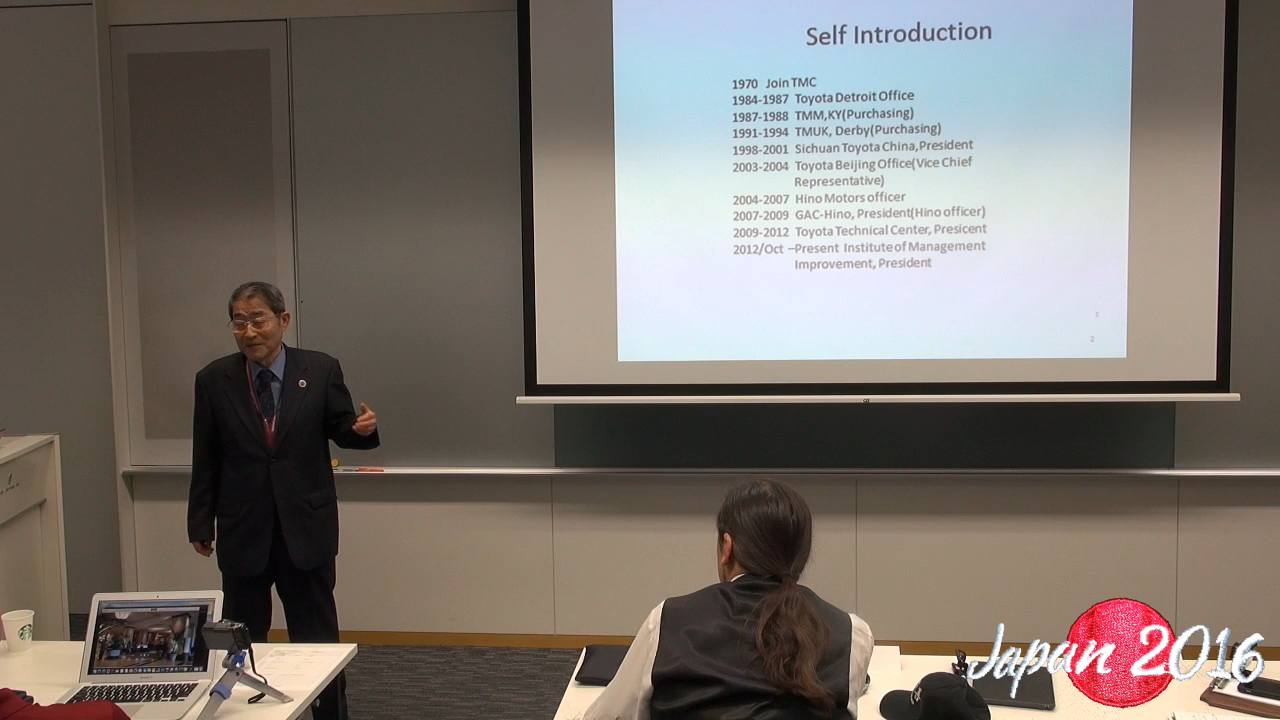 Self Introduction
1970 Join TMC
1984-1987 Toyota Detroit Office
1987-1988 TMM,KY(Purchasing)
1991-1994 TMUK, Derby(Purchasing)
1998-2001 Sichuan Toyota China,President
2003-2004 Toyota Beijing Office(Vice Chief
Representative)
2004-2007 Hino Motors officer
2007-2009 GAC-Hino, President(Hino officer)
2009-2012 Toyota Technical Center, Presicent
2012/Oct –Present Institute of Management
Improvement, President
2
Japan 2016